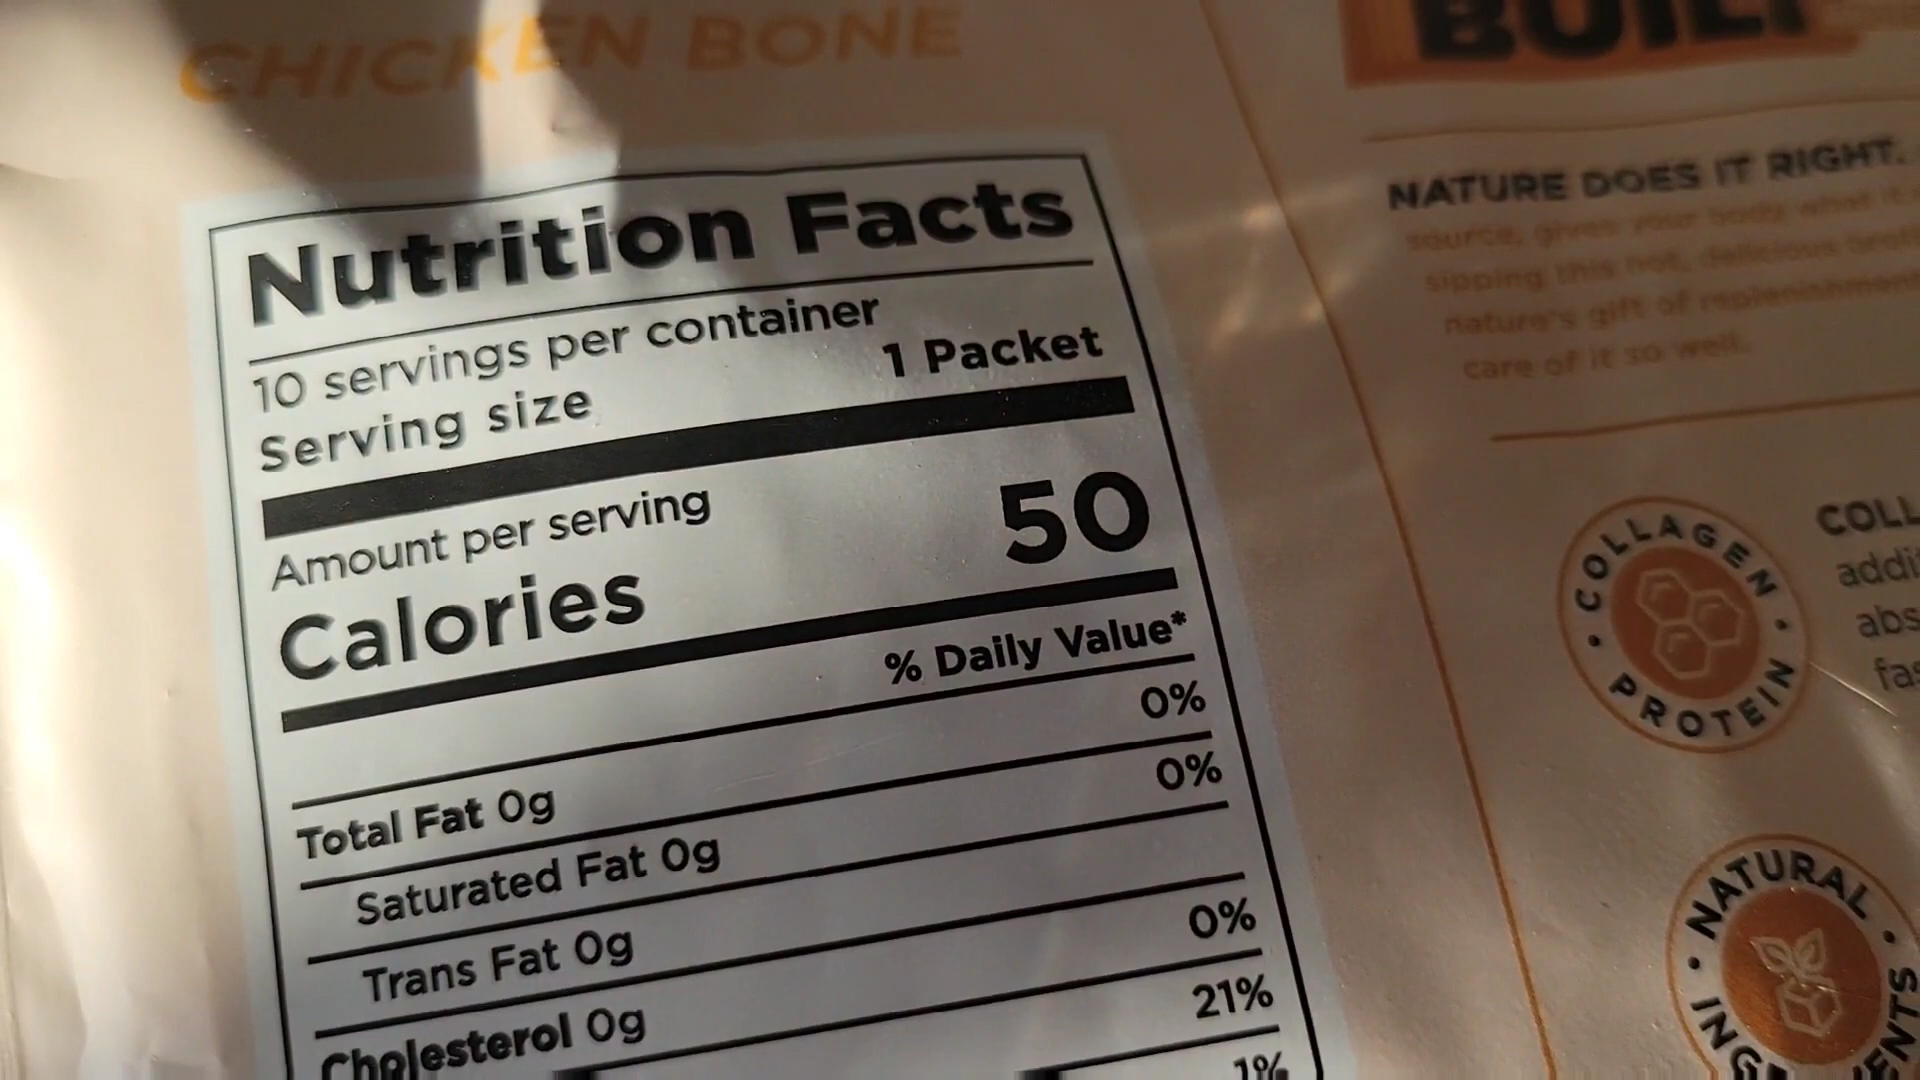 CHICKEN BONE
Nutrition Facts
10 servings per container
Serving size 1 Packet
Amount per serving
Calories 50
% Daily Value*
Total Fat 0g 0%
Saturated Fat 0g 0%
Trans Fat 0g
Cholesterol 0g 0%
21%
1%
BUIL
NATURE DOES IT RIGHT.
source, gives your body what it
sipping this hot, delicious brot
nature's gift of replenishment
care of it so well.
COLLAGEN PROTEIN
COLL
addi
abs
fas
NATURAL